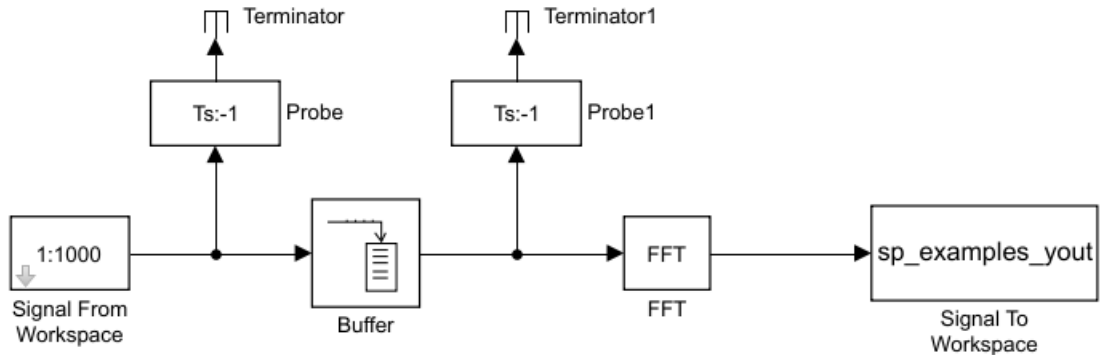 Terminator
Terminator1
Ts:-1
Probe
Ts:-1
Probe1
1:1000
Signal From
Workspace
Buffer
FFT
FFT
sp_examples_yout
Signal To
Workspace